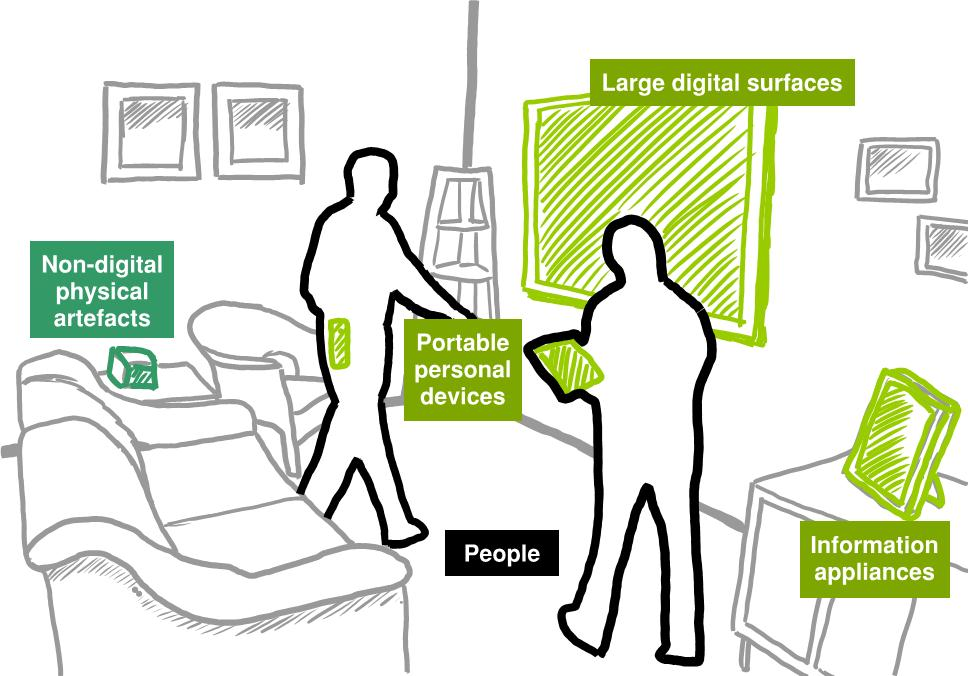 Large digital surfaces
Non-digital
physical
artefacts
Portable
personal
devices
People
Information
appliances